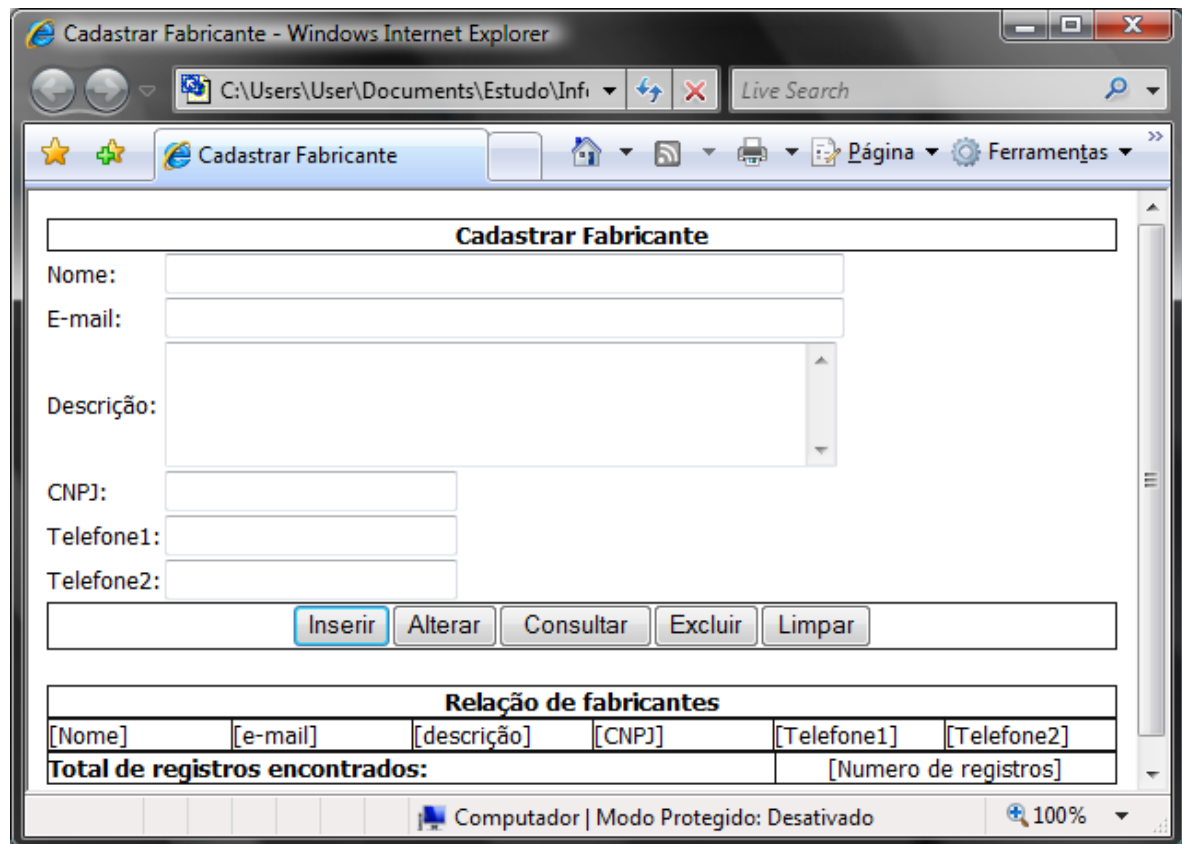 Cadastrar Fabricante - Windows Internet Explorer
C:\Users\User\Documents\Estudo\Inf
Live Search
Cadastrar Fabricante
Página
Ferramentas
Cadastrar Fabricante
Nome:
E-mail:
Descrição:
CNPJ:
Telefone1:
Telefone2:
Inserir Alterar Consultar Excluir Limpar
Relação de fabricantes
[Nome] [e-mail] [descrição] [CNPJ] [Telefone1] [Telefone2]
Total de registros encontrados: [Numero de registros]
Computador | Modo Protegido: Desativado 100%